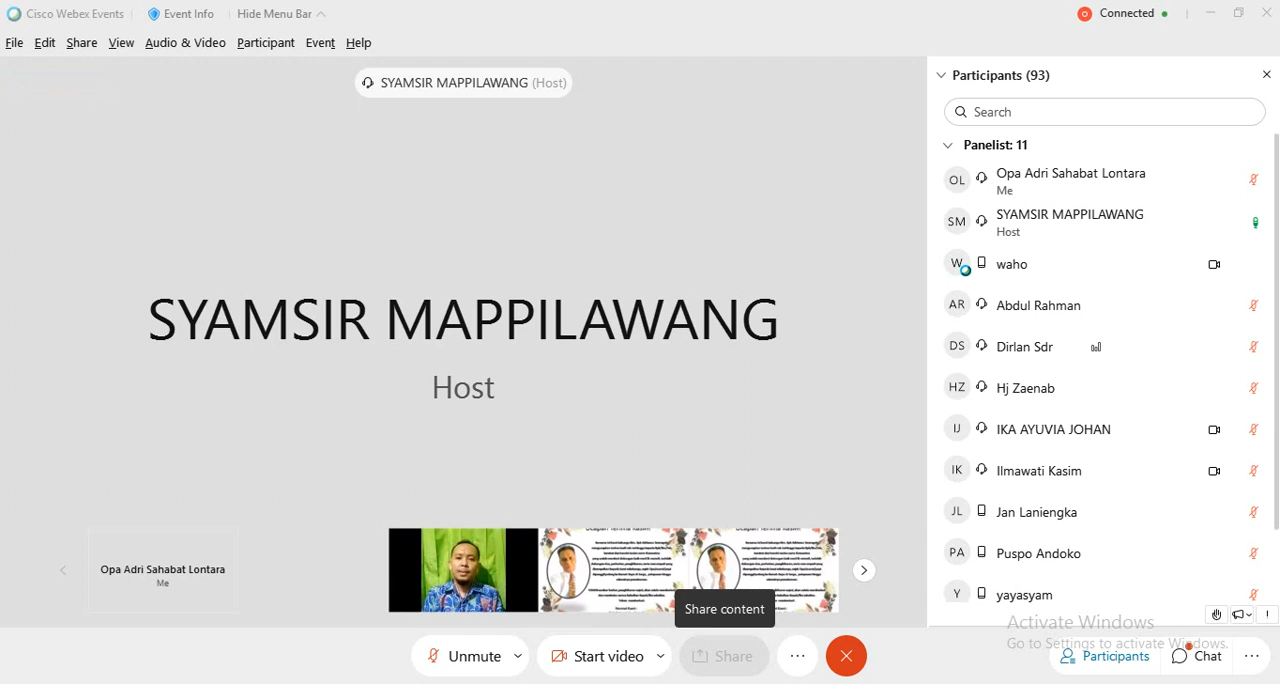 Cisco Webex Events
Event Info
Hide Menu Bar
Connected
File Edit Share View Audio & Video Participant Event Help
SYAMSIR MAPPILAWANG (Host)
SYAMSIR MAPPILAWANG
Host
Opa Adri Sahabat Lontara
Me
Share content
Unmute
Start video
Share
Participants (93)
Search
Panelist: 11
OL Opa Adri Sahabat Lontara
Me
SM SYAMSIR MAPPILAWANG
Host
W waho
AR Abdul Rahman
DS Dirlan Sdr
HZ Hj Zaenab
IJ IKA AYUVIA JOHAN
IK Ilmawati Kasim
JL Jan Laniengka
PA Puspo Andoko
Y yayasyam
Activate Windows
Go to Settings to activate Windows.
Participants
Chat